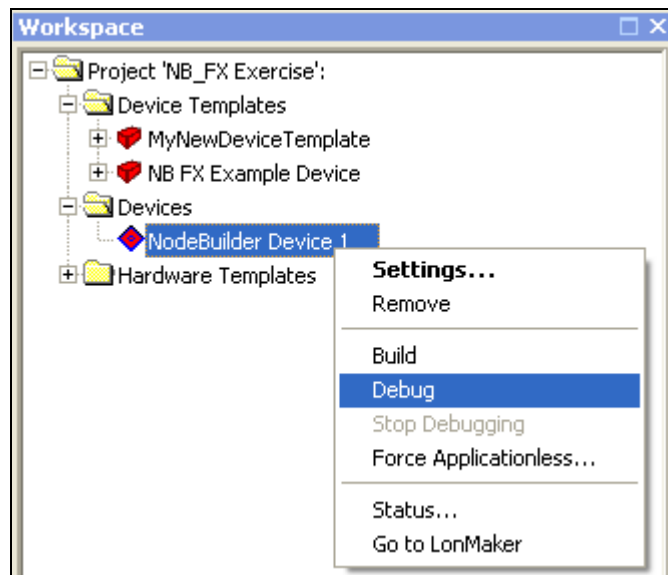 Workspace
Project 'NB_FX Exercise':
Device Templates
MyNewDeviceTemplate
NB FX Example Device
Devices
NodeBuilder Device 1
Hardware Templates
Settings...
Remove
Build
Debug
Stop Debugging
Force Applicationless...
Status...
Go to LonMaker